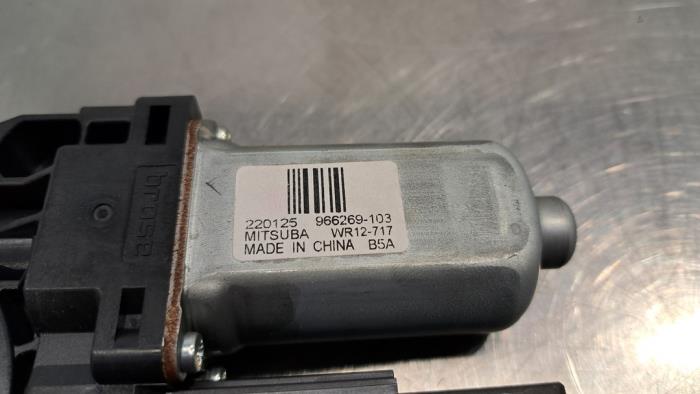 brose
220125 966269-103
MITSUBA WR12-717
MADE IN CHINA B5A